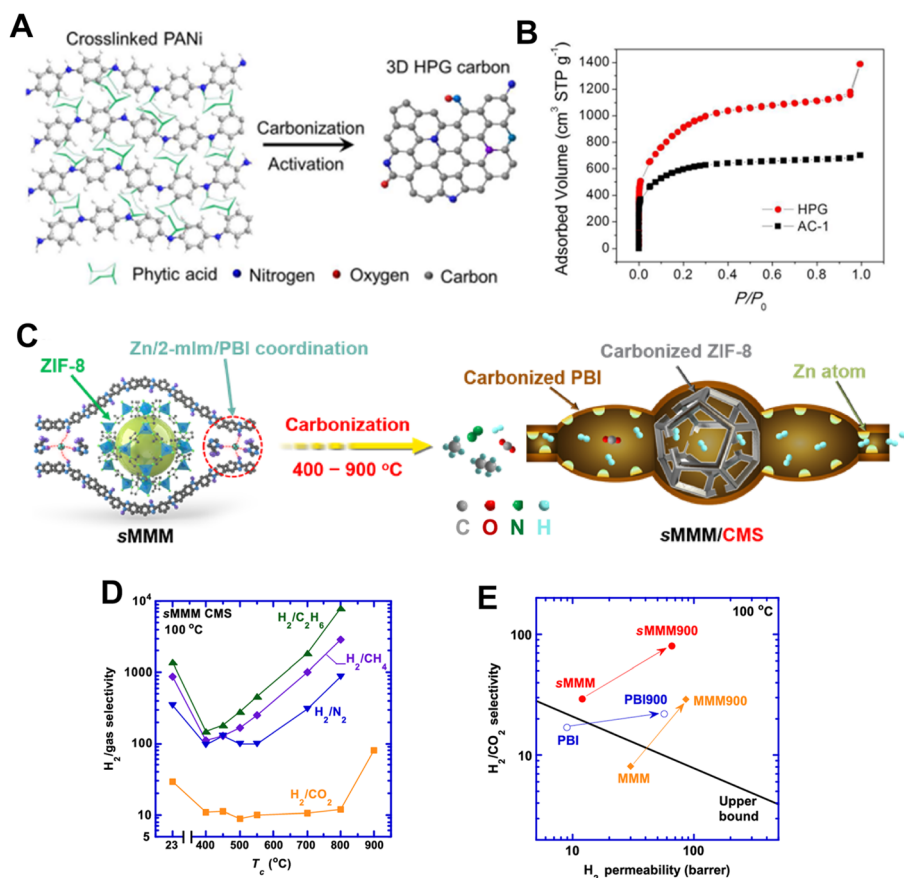 A
Crosslinked PANi
3D HPG carbon
Carbonization
Activation
Phytic acid
Nitrogen
Oxygen
Carbon
B
Adsorbed Volume (cm³ STP g⁻¹)
1400
1200
1000
800
600
400
200
0
HPG
AC-1
0.0 0.2 0.4 0.6 0.8 1.0
P/P₀
C
Zn/2-mIm/PBI coordination
ZIF-8
Carbonization
400 – 900 °C
sMMM
Carbonized ZIF-8
Carbonized PBI
Zn atom
C O N H
sMMM/CMS
D
H₂/gas selectivity
10⁴
1000
100
10
5
sMMM CMS
100 °C
H₂/C₂H₆
H₂/CH₄
H₂/N₂
H₂/CO₂
23 400 500 600 700 800 900
T꜀ (°C)
E
H₂/CO₂ selectivity
100
10
100 °C
sMMM900
sMMM
PBI900
MMM900
PBI
MMM
Upper
bound
10 100
H₂ permeability (barrer)